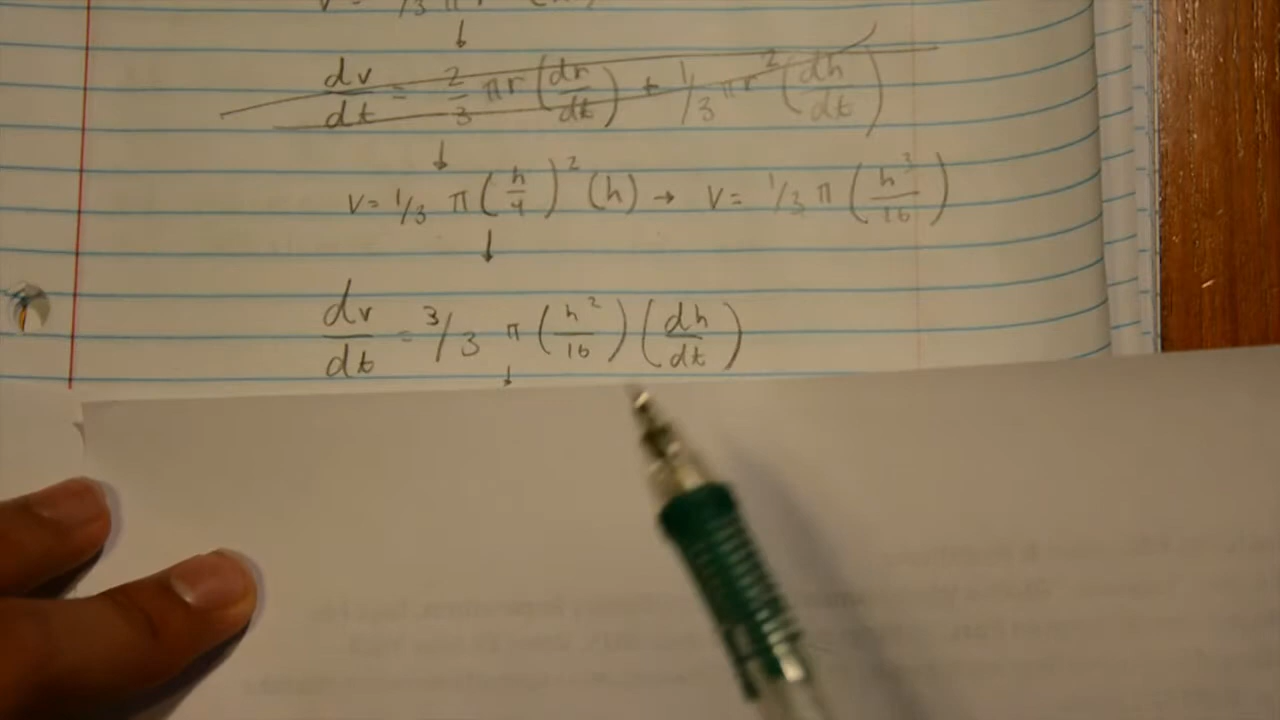 dv/dt = 2/3 πr (dr/dt) + 1/3 πr² (dh/dt)
V = 1/3 π (h/4)² (h) → V = 1/3 π (h³/16)
dv/dt = 3/3 π (h²/16) (dh/dt)